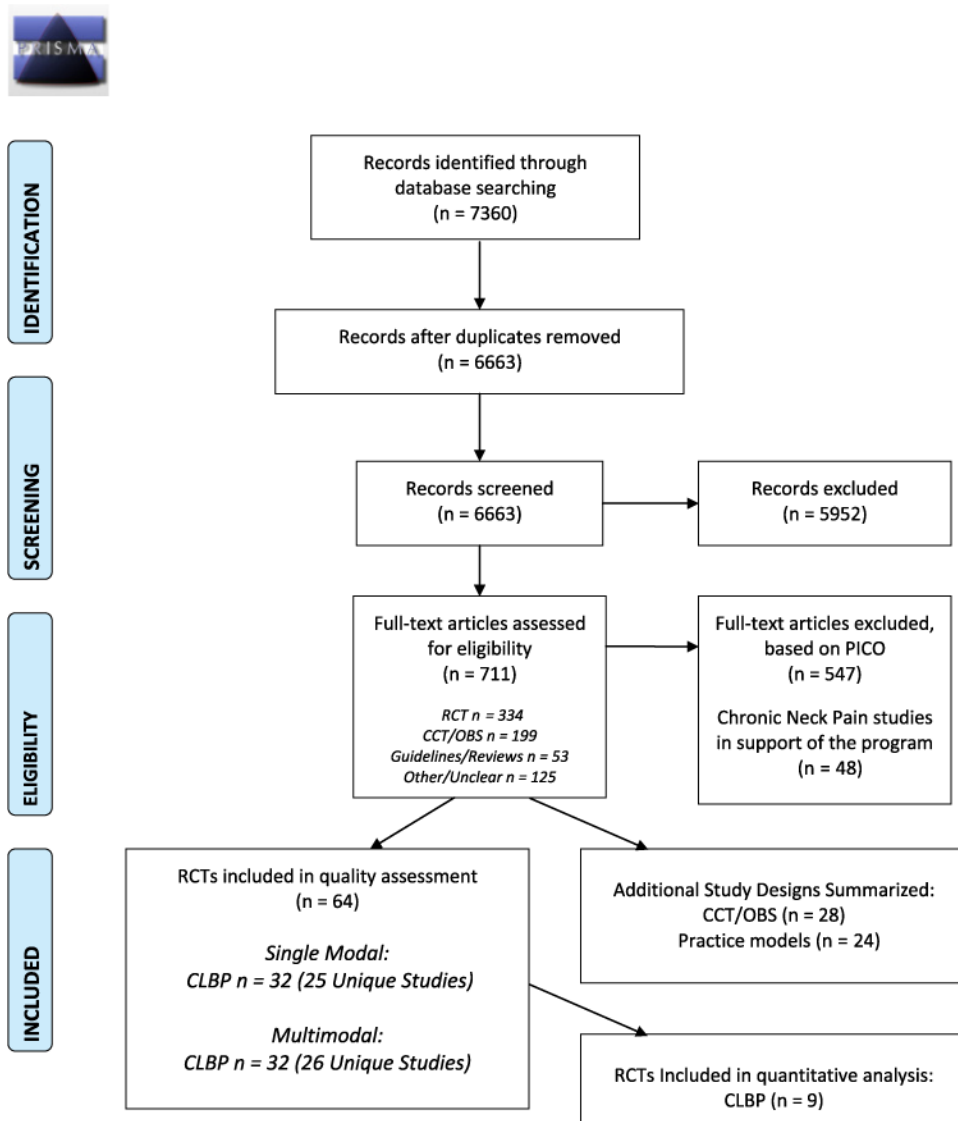 PRISMA
IDENTIFICATION
Records identified through
database searching
(n = 7360)
Records after duplicates removed
(n = 6663)
SCREENING
Records screened
(n = 6663)
Records excluded
(n = 5952)
ELIGIBILITY
Full-text articles assessed
for eligibility
(n = 711)
RCT n = 334
CCT/OBS n = 199
Guidelines/Reviews n = 53
Other/Unclear n = 125
Full-text articles excluded,
based on PICO
(n = 547)
Chronic Neck Pain studies
in support of the program
(n = 48)
INCLUDED
RCTs included in quality assessment
(n = 64)
Single Modal:
CLBP n = 32 (25 Unique Studies)
Multimodal:
CLBP n = 32 (26 Unique Studies)
Additional Study Designs Summarized:
CCT/OBS (n = 28)
Practice models (n = 24)
RCTs Included in quantitative analysis:
CLBP (n = 9)